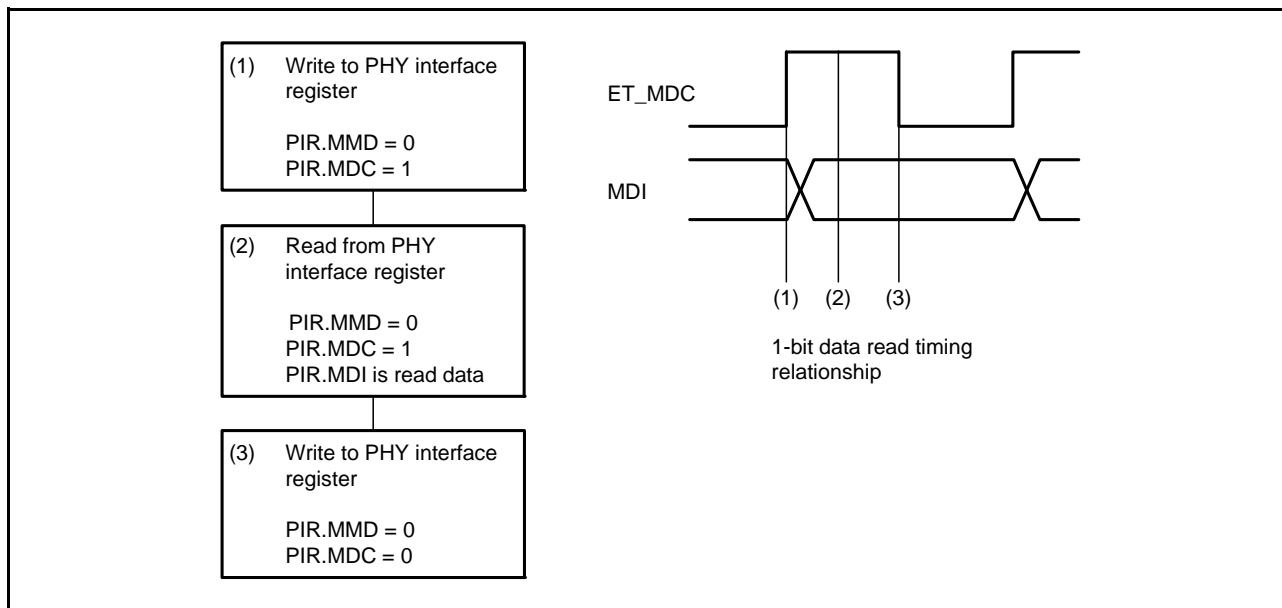 (1) Write to PHY interface
register
PIR.MMD = 0
PIR.MDC = 1
(2) Read from PHY
interface register
PIR.MMD = 0
PIR.MDC = 1
PIR.MDI is read data
(3) Write to PHY interface
register
PIR.MMD = 0
PIR.MDC = 0
ET_MDC
MDI
(1) (2) (3)
1-bit data read timing
relationship